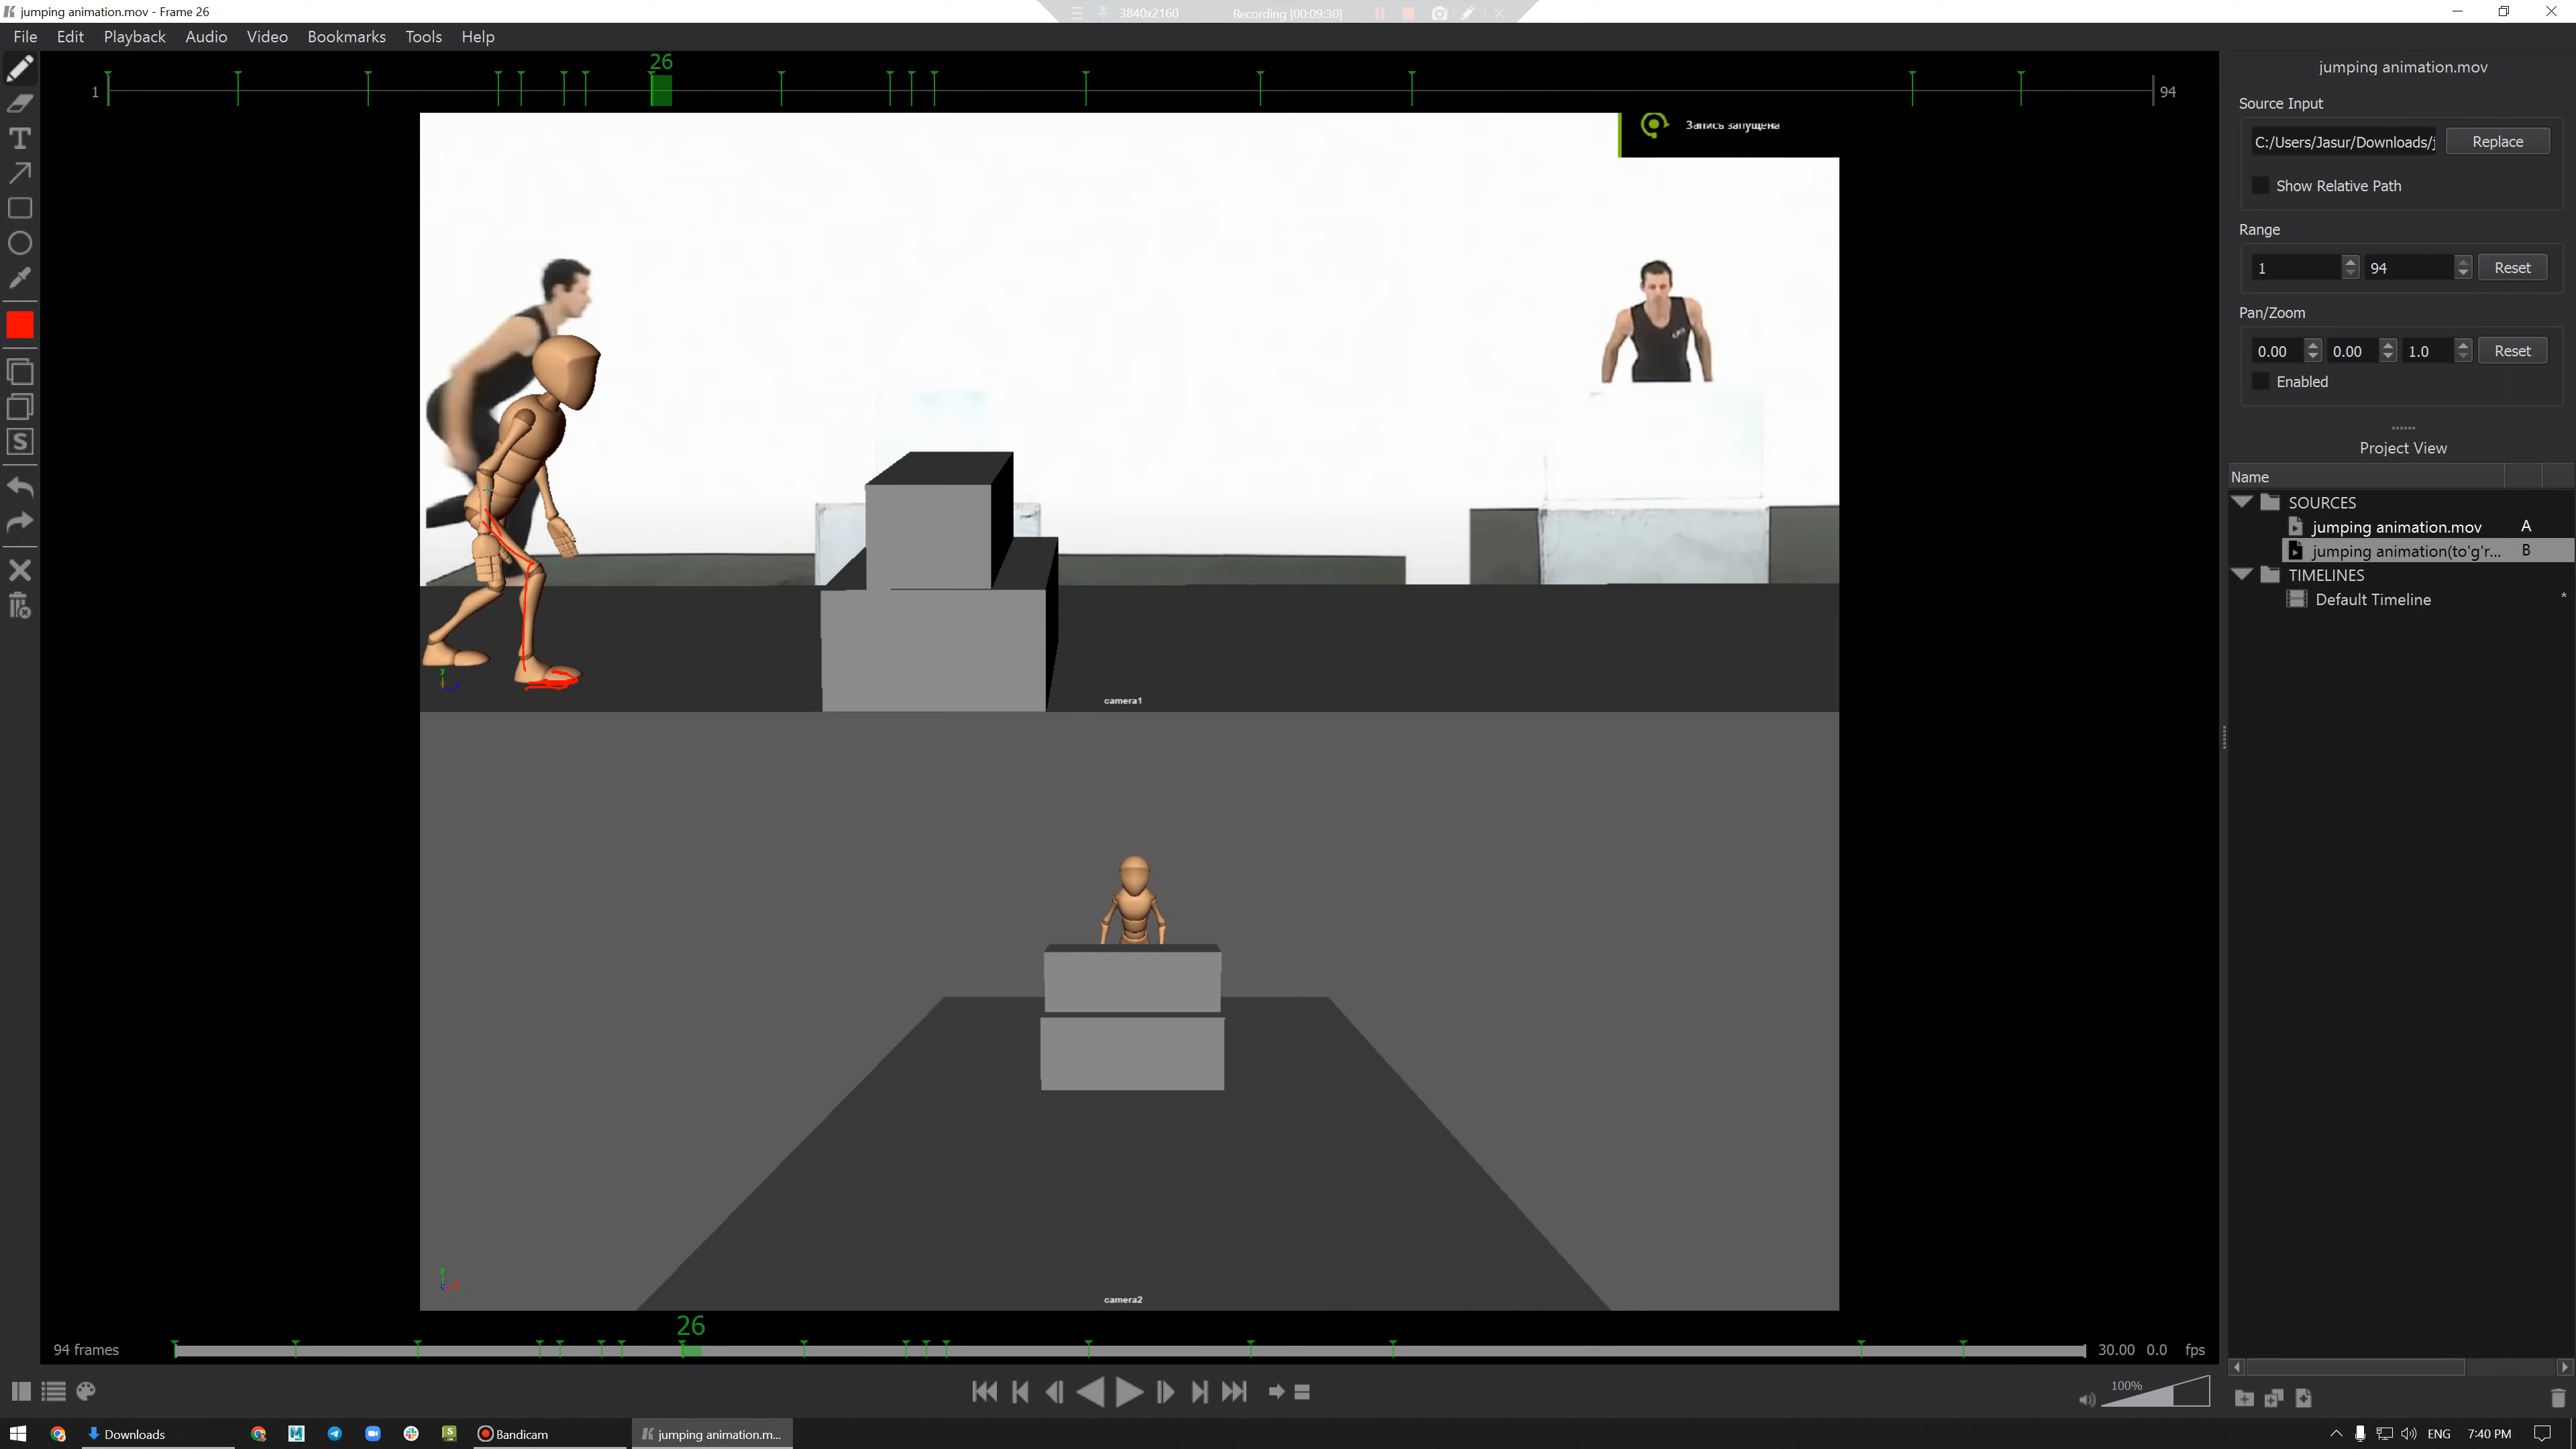 jumping animation.mov - Frame 26
3840x2160
Recording [00:09:30]
File Edit Playback Audio Video Bookmarks Tools Help
26
1
94
Запись запущена
camera1
camera2
26
94 frames
30.00 0.0 fps
100%
jumping animation.mov
Source Input
C:/Users/Jasur/Downloads/j
Replace
Show Relative Path
Range
1
94
Reset
Pan/Zoom
0.00
0.00
1.0
Reset
Enabled
Project View
Name
SOURCES
jumping animation.mov A
jumping animation(to'g'r... B
TIMELINES
Default Timeline *
Downloads
Bandicam
jumping animation.m...
ENG
7:40 PM